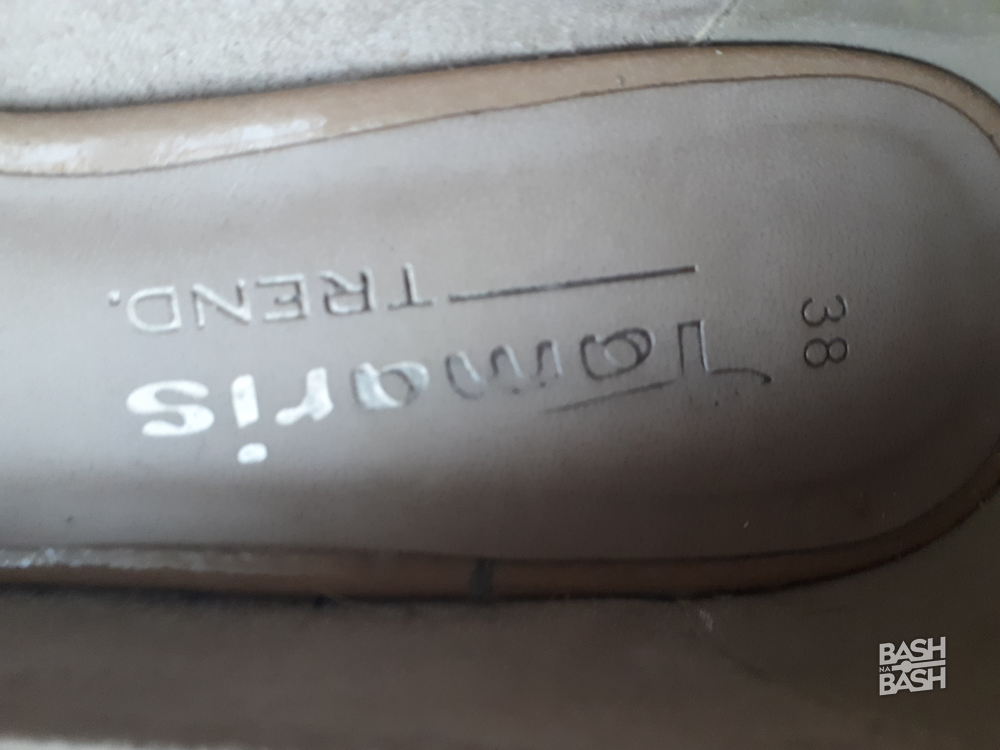 38
Tamaris
TREND.
BASH
NA
BASH